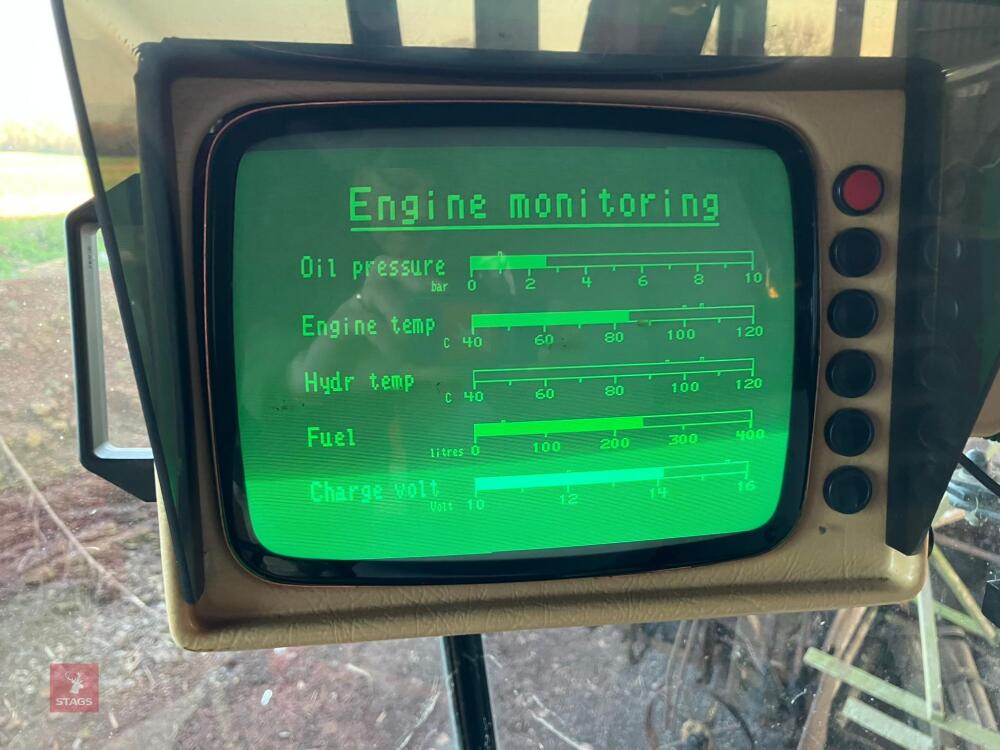 Engine monitoring
Oil pressure
bar 0 2 4 6 8 10
Engine temp
C 40 60 80 100 120
Hydr temp
C 40 60 80 100 120
Fuel
litres 0 100 200 300 400
Charge volt
Volt 10 12 14 16
STAGS